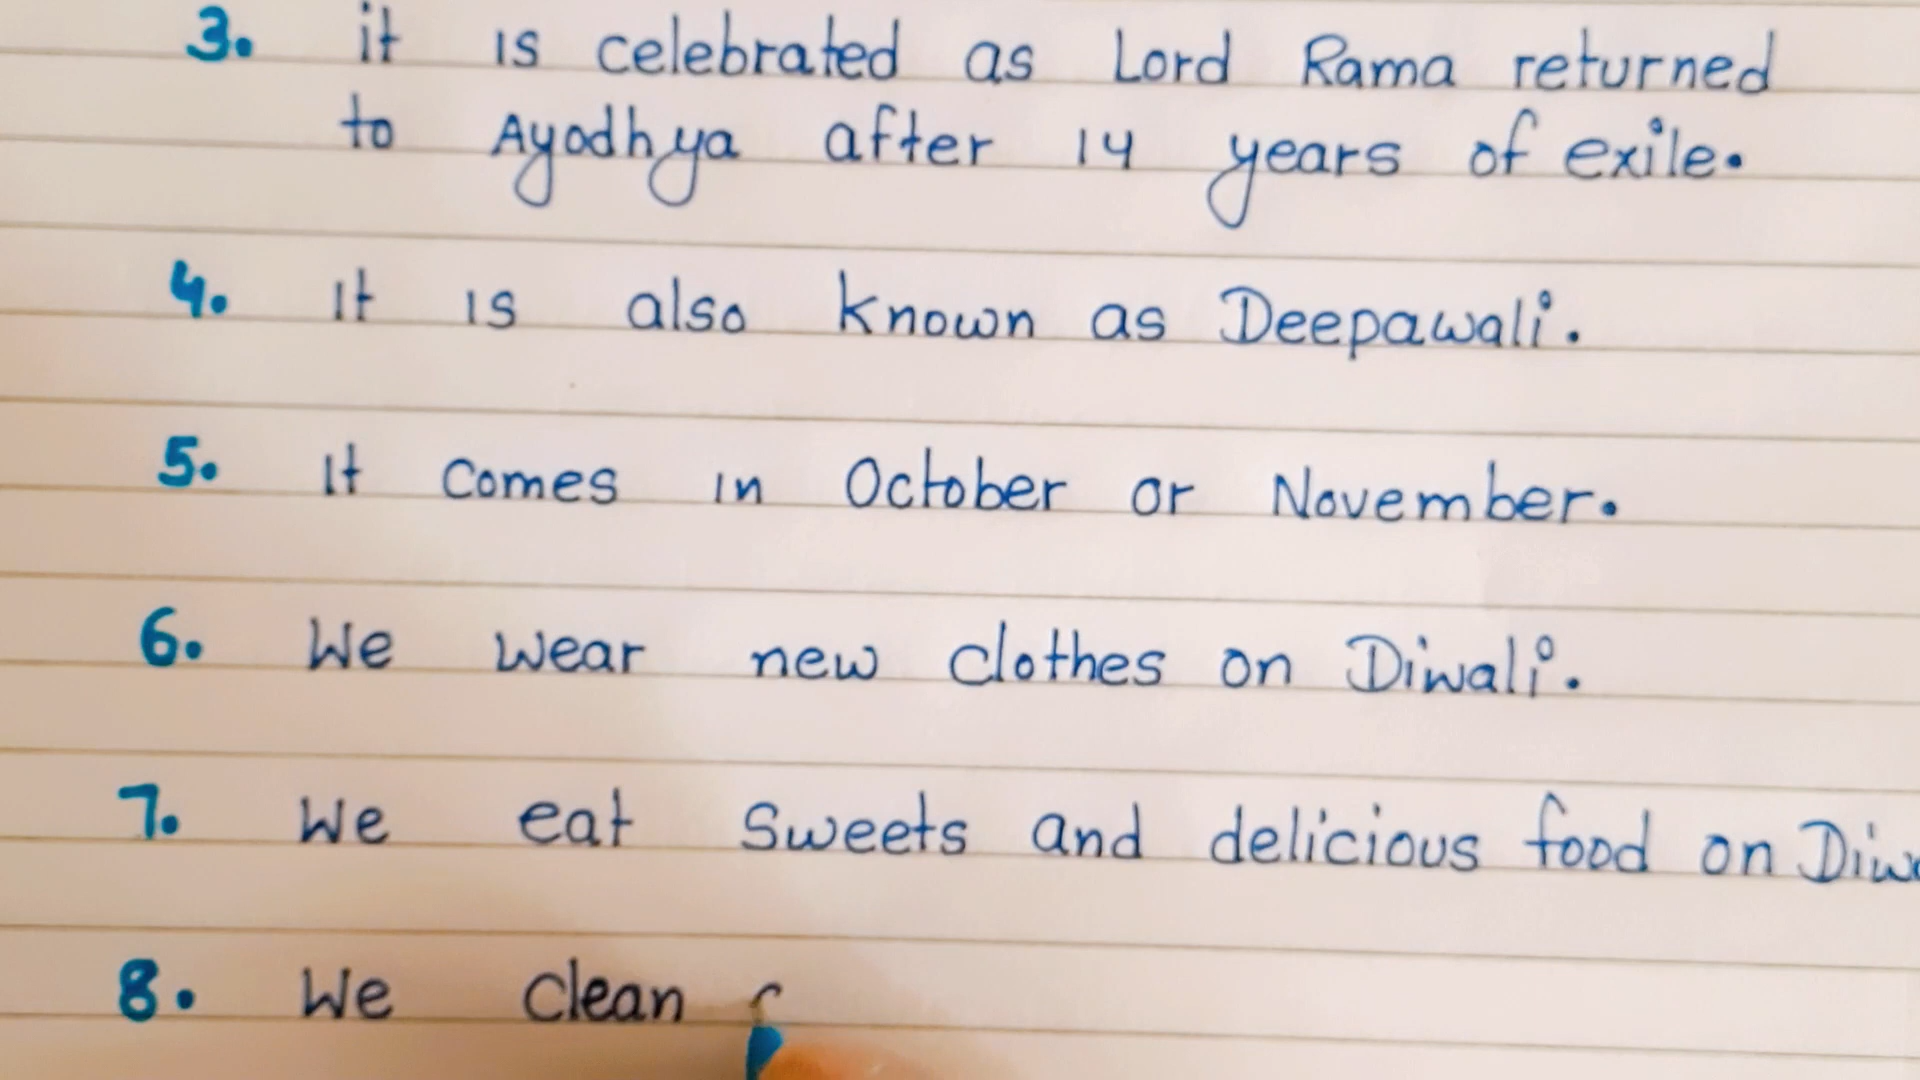 3. it is celebrated as Lord Rama returned
to Ayodhya after 14 years of exile.
4. It is also known as Deepawali.
5. It comes in October or November.
6. We wear new clothes on Diwali.
7. We eat sweets and delicious food on
8. We clean